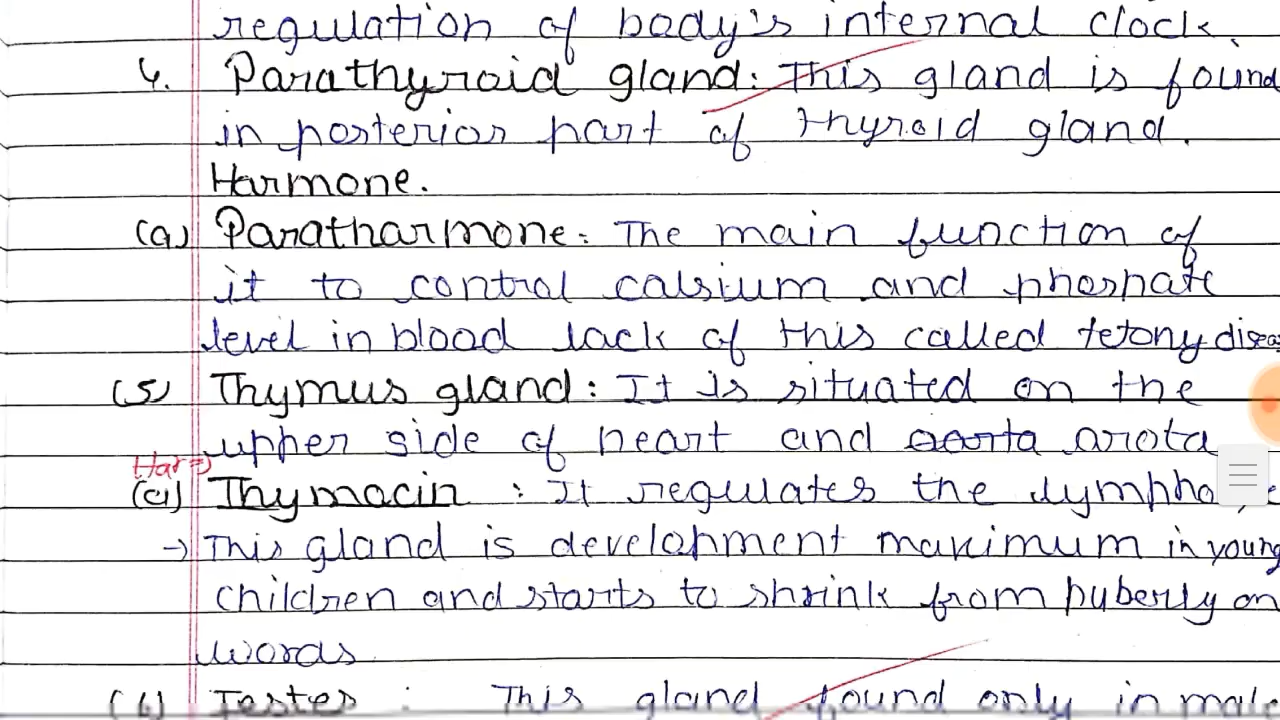 regulation of body's internal clock.
4. Parathyroid gland: This gland is found
in posterior part of thyroid gland.
Harmone.
(a) Paratharmone: The main function of
it to control calsium and phospate
level in blood lack of this called tetony
(5) Thymus gland: It is situated on the
upper side of heart and arota
Har⇒
(a) Thymocin : It regulates the
→ This gland is development maximum in young
children and starts to shrink from puberly on
words
(6) Testes : This gland found only in male